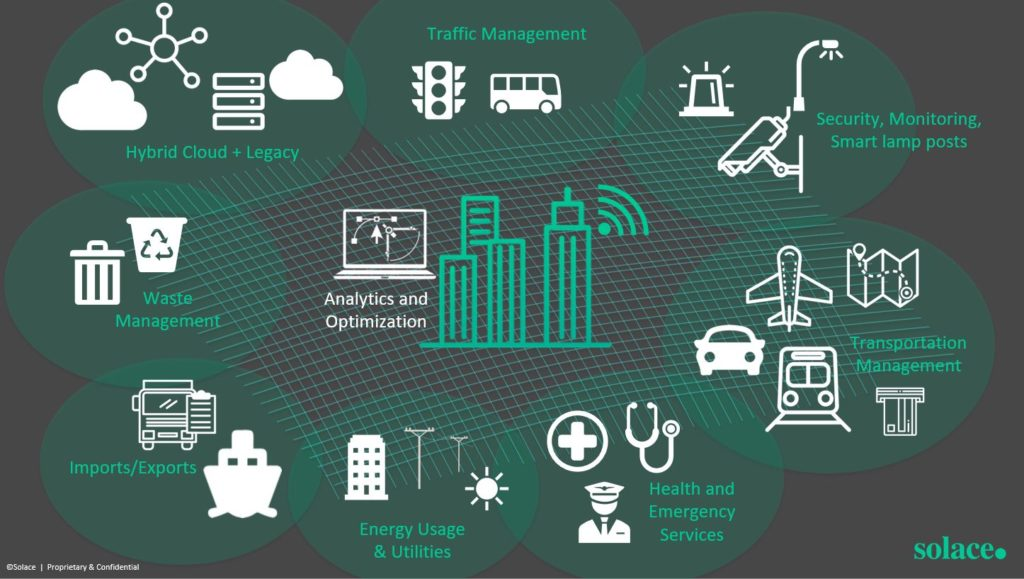 Traffic Management
Hybrid Cloud + Legacy
Security, Monitoring,
Smart lamp posts
Waste
Management
Analytics and
Optimization
Transportation
Management
Imports/Exports
Energy Usage
& Utilities
Health and
Emergency
Services
©Solace | Proprietary & Confidential
solace.